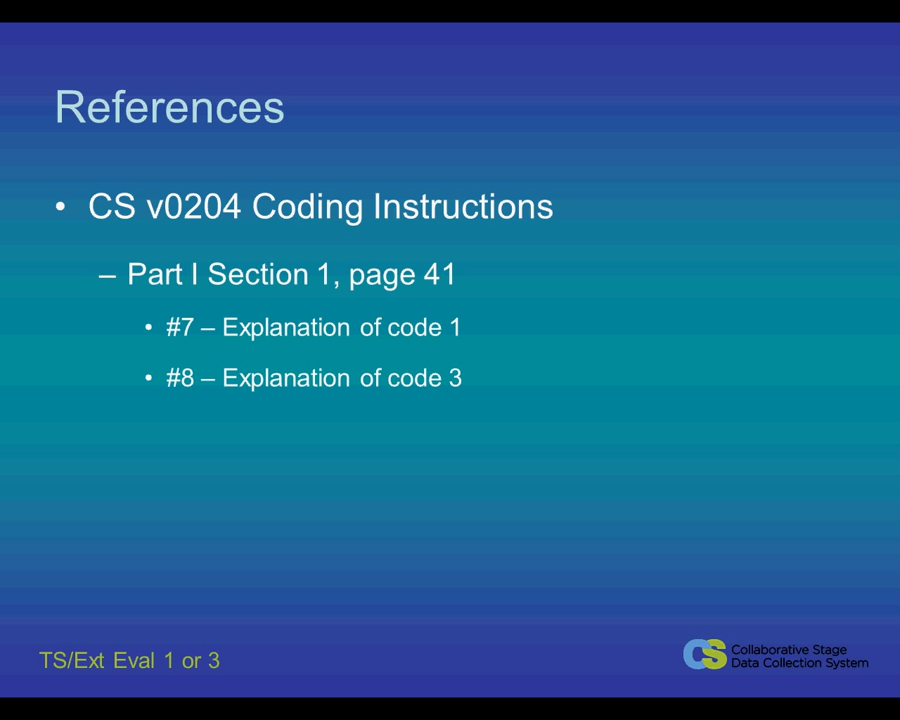 References
• CS v0204 Coding Instructions
– Part I Section 1, page 41
• #7 – Explanation of code 1
• #8 – Explanation of code 3
TS/Ext Eval 1 or 3
CS Collaborative Stage
Data Collection System